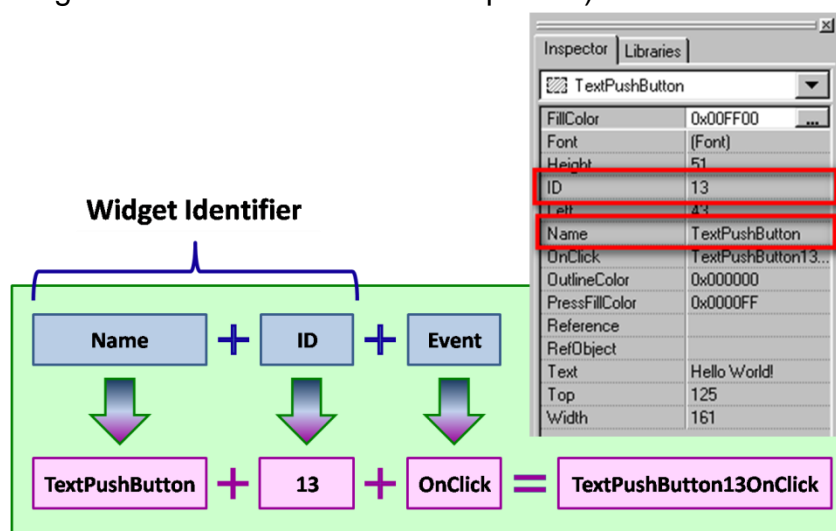 Inspector Libraries
TextPushButton
FillColor 0x00FF00 ...
Font (Font)
Height 51
ID 13
Left 43
Name TextPushButton
OnClick TextPushButton13...
OutlineColor 0x000000
PressFillColor 0x0000FF
Reference
RefObject
Text Hello World!
Top 125
Width 161
Widget Identifier
Name + ID + Event
TextPushButton + 13 + OnClick = TextPushButton13OnClick